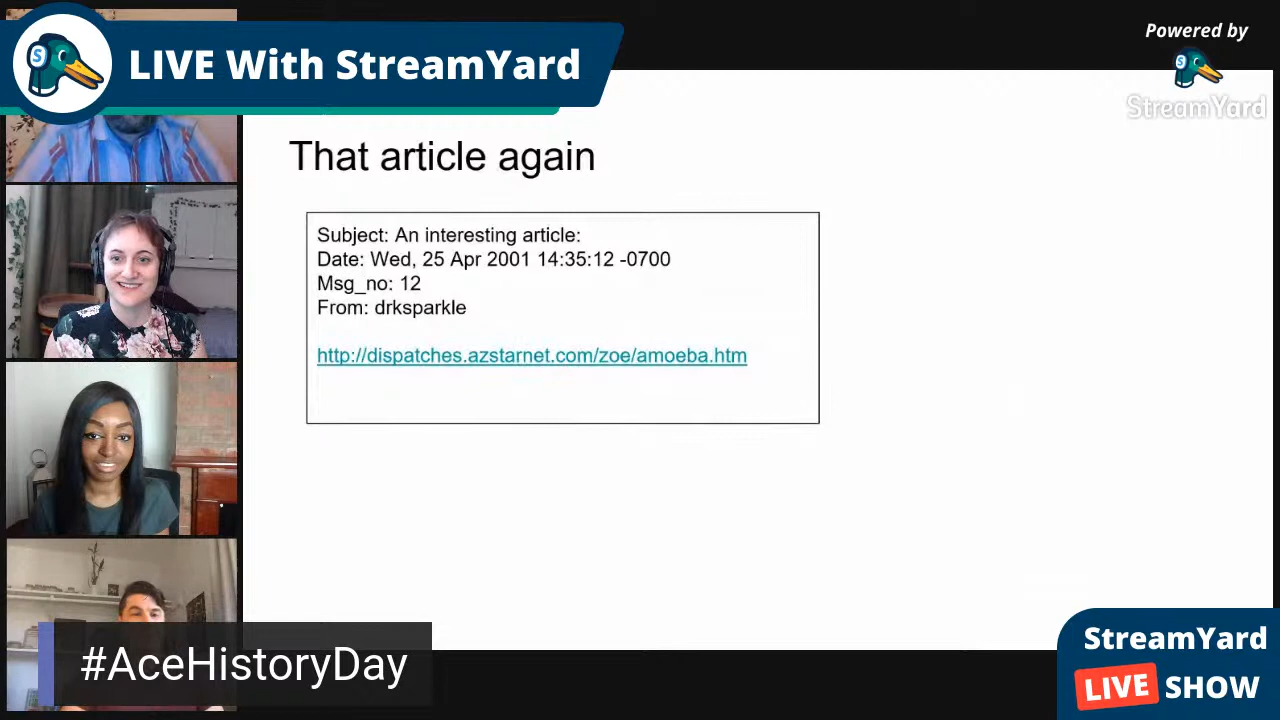 LIVE With StreamYard
Powered by
StreamYard
That article again
Subject: An interesting article:
Date: Wed, 25 Apr 2001 14:35:12 -0700
Msg_no: 12
From: drksparkle
http://dispatches.azstarnet.com/zoe/amoeba.htm
#AceHistoryDay
StreamYard
LIVE SHOW